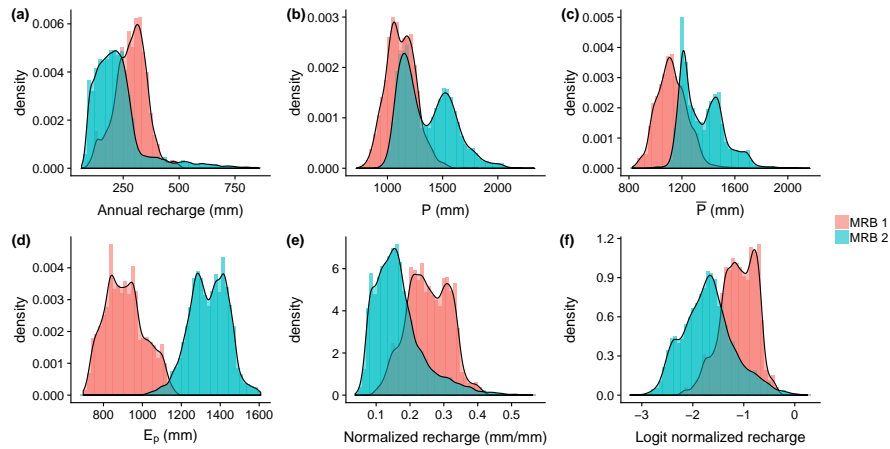 (a)
0.006
0.004
0.002
0.000
density
250
500
750
Annual recharge (mm)
(b)
0.003
0.002
0.001
0.000
density
1000
1500
2000
P (mm)
(c)
0.005
0.004
0.003
0.002
0.001
0.000
density
800
1200
1600
2000
P̅ (mm)
MRB 1
MRB 2
(d)
0.004
0.003
0.002
0.001
0.000
density
800
1000
1200
1400
1600
Eₚ (mm)
(e)
6
4
2
0
density
0.1
0.2
0.3
0.4
0.5
Normalized recharge (mm/mm)
(f)
1.2
0.9
0.6
0.3
0.0
density
−3
−2
−1
0
Logit normalized recharge